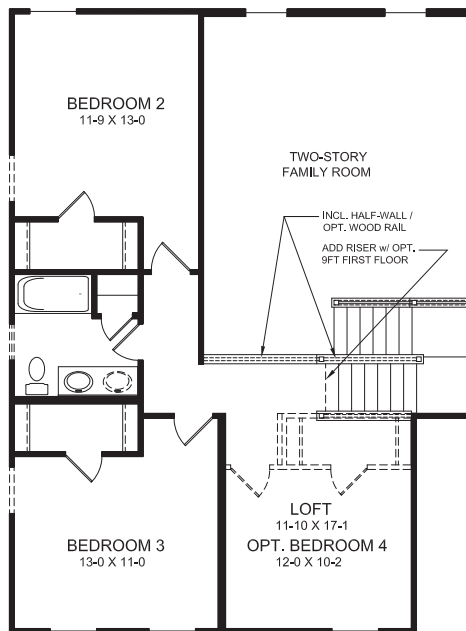 BEDROOM 2
11-9 X 13-0
TWO-STORY
FAMILY ROOM
INCL. HALF-WALL /
OPT. WOOD RAIL
ADD RISER w/ OPT.
9FT FIRST FLOOR
LOFT
11-10 X 17-1
OPT. BEDROOM 4
12-0 X 10-2
BEDROOM 3
13-0 X 11-0